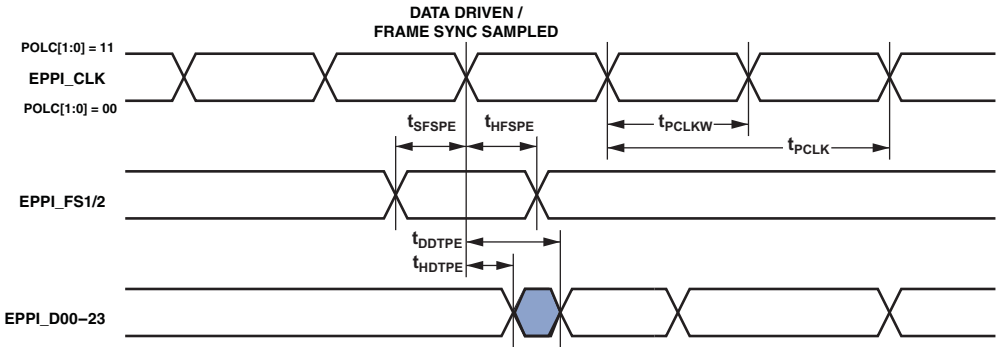 DATA DRIVEN /
FRAME SYNC SAMPLED
POLC[1:0] = 11
EPPI_CLK
POLC[1:0] = 00
tSFSPE
tHFSPE
tPCLKW
tPCLK
EPPI_FS1/2
tDDTPE
tHDTPE
EPPI_D00–23